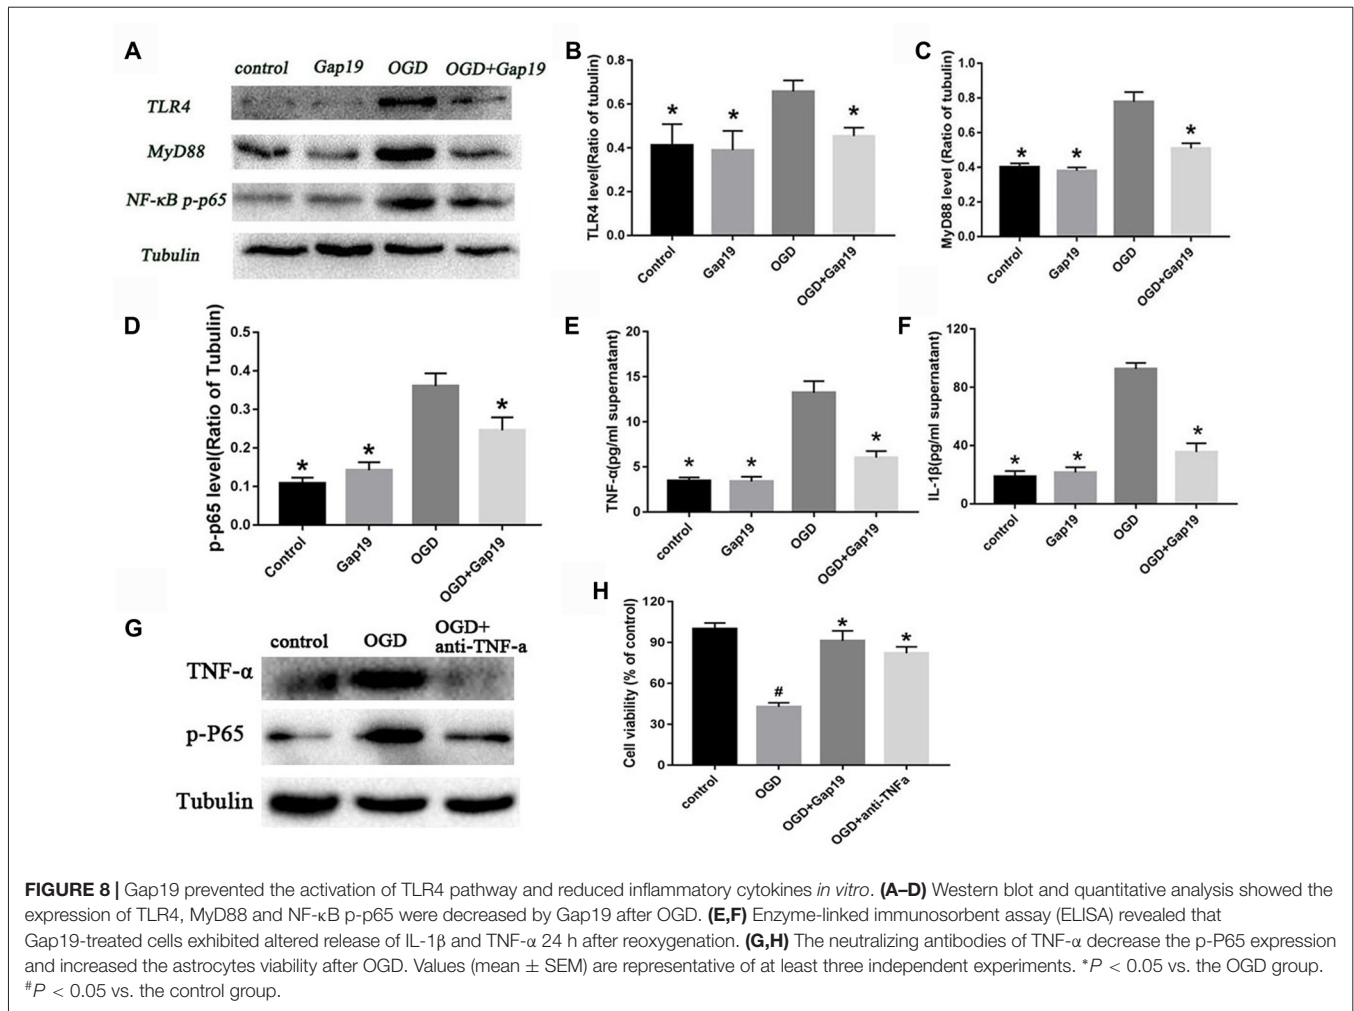 A
control Gap19 OGD OGD+Gap19
TLR4
MyD88
NF-κB p-p65
Tubulin
B
TLR4 level(Ratio of tubulin)
0.8
0.6
0.4
0.2
0.0
* * *
Control Gap19 OGD OGD+Gap19
C
MyD88 level (Ratio of tubulin)
1.0
0.8
0.6
0.4
0.2
0.0
* * *
Control Gap19 OGD OGD+Gap19
D
p-p65 level(Ratio of Tubulin)
0.5
0.4
0.3
0.2
0.1
0.0
* * *
Control Gap19 OGD OGD+Gap19
E
TNF-α(pg/ml supernatant)
20
15
10
5
0
* * *
control Gap19 OGD OGD+Gap19
F
IL-1β(pg/ml supernatant)
120
80
40
0
* * *
control Gap19 OGD OGD+Gap19
G
control OGD OGD+
anti-TNF-a
TNF-α
p-P65
Tubulin
H
Cell viability (% of control)
120
90
60
30
0
# * *
control OGD OGD+Gap19 OGD+anti-TNFa
FIGURE 8 | Gap19 prevented the activation of TLR4 pathway and reduced inflammatory cytokines in vitro. (A–D) Western blot and quantitative analysis showed the
expression of TLR4, MyD88 and NF-κB p-p65 were decreased by Gap19 after OGD. (E,F) Enzyme-linked immunosorbent assay (ELISA) revealed that
Gap19-treated cells exhibited altered release of IL-1β and TNF-α 24 h after reoxygenation. (G,H) The neutralizing antibodies of TNF-α decrease the p-P65 expression
and increased the astrocytes viability after OGD. Values (mean ± SEM) are representative of at least three independent experiments. *P < 0.05 vs. the OGD group.
#P < 0.05 vs. the control group.